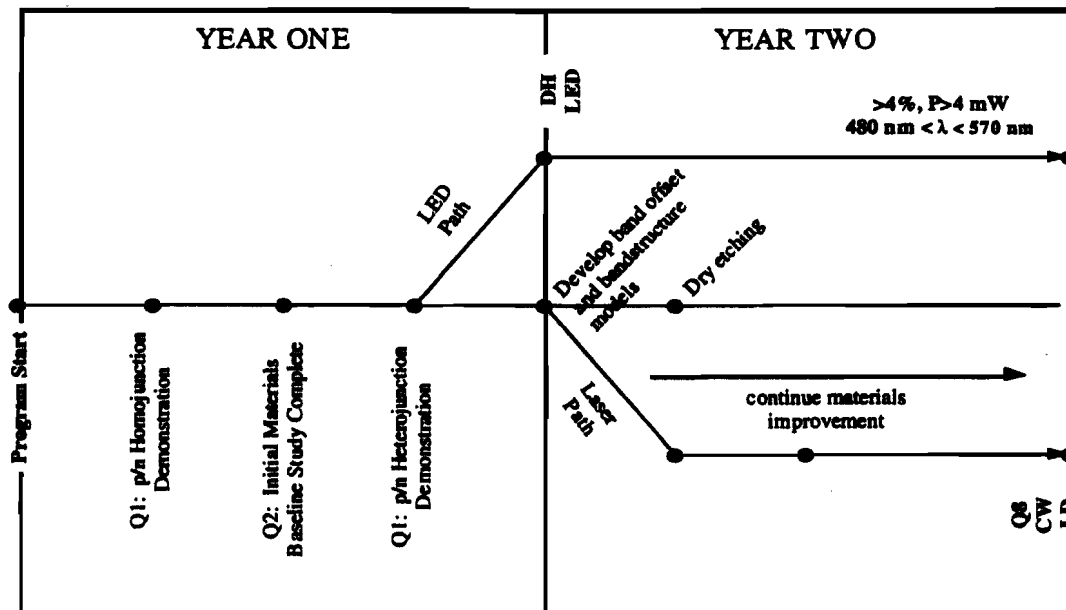 YEAR ONE
YEAR TWO
DH
LED
>4%, P>4 mW
480 nm < λ < 570 nm
LED
Path
Develop band offset
and bandstructure
models
Dry etching
Program Start
Q1: p/n Homojunction
Demonstration
Q2: Initial Materials
Baseline Study Complete
Q1: p/n Heterojunction
Demonstration
Laser
Path
continue materials
improvement
Q8
CW